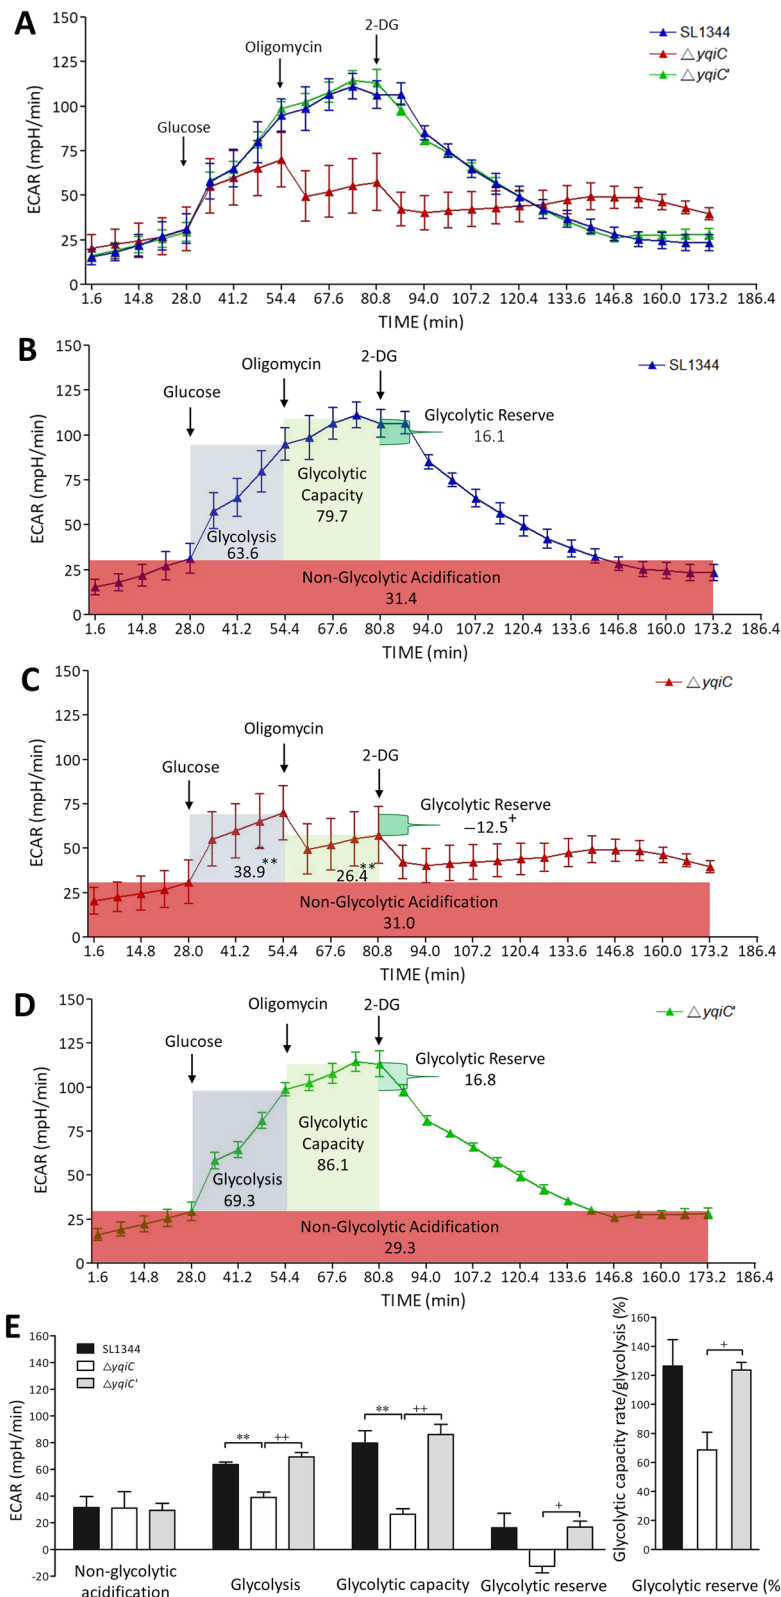 A
ECAR (mpH/min)
150
125
100
75
50
25
0
Glucose
Oligomycin
2-DG
SL1344
△yqiC
△yqiC'
1.6 14.8 28.0 41.2 54.4 67.6 80.8 94.0 107.2 120.4 133.6 146.8 160.0 173.2 186.4
TIME (min)
B
ECAR (mpH/min)
150
125
100
75
50
25
0
Glucose
Oligomycin
2-DG
SL1344
Glycolytic Reserve
16.1
Glycolytic
Capacity
79.7
Glycolysis
63.6
Non-Glycolytic Acidification
31.4
1.6 14.8 28.0 41.2 54.4 67.6 80.8 94.0 107.2 120.4 133.6 146.8 160.0 173.2 186.4
TIME (min)
C
ECAR (mpH/min)
150
125
100
75
50
25
0
Glucose
Oligomycin
2-DG
△yqiC
Glycolytic Reserve
−12.5+
38.9**
26.4**
Non-Glycolytic Acidification
31.0
1.6 14.8 28.0 41.2 54.4 67.6 80.8 94.0 107.2 120.4 133.6 146.8 160.0 173.2 186.4
TIME (min)
D
ECAR (mpH/min)
150
125
100
75
50
25
0
Glucose
Oligomycin
2-DG
△yqiC'
Glycolytic Reserve
16.8
Glycolytic
Capacity
86.1
Glycolysis
69.3
Non-Glycolytic Acidification
29.3
1.6 14.8 28.0 41.2 54.4 67.6 80.8 94.0 107.2 120.4 133.6 146.8 160.0 173.2 186.4
TIME (min)
E
ECAR (mpH/min)
160
140
120
100
80
60
40
20
0
-20
SL1344
△yqiC
△yqiC'
** ++
** ++
+
Non-glycolytic
acidification
Glycolysis
Glycolytic capacity
Glycolytic reserve
Glycolytic capacity rate/glycolysis (%)
160
140
120
100
80
60
40
20
0
+
Glycolytic reserve (%